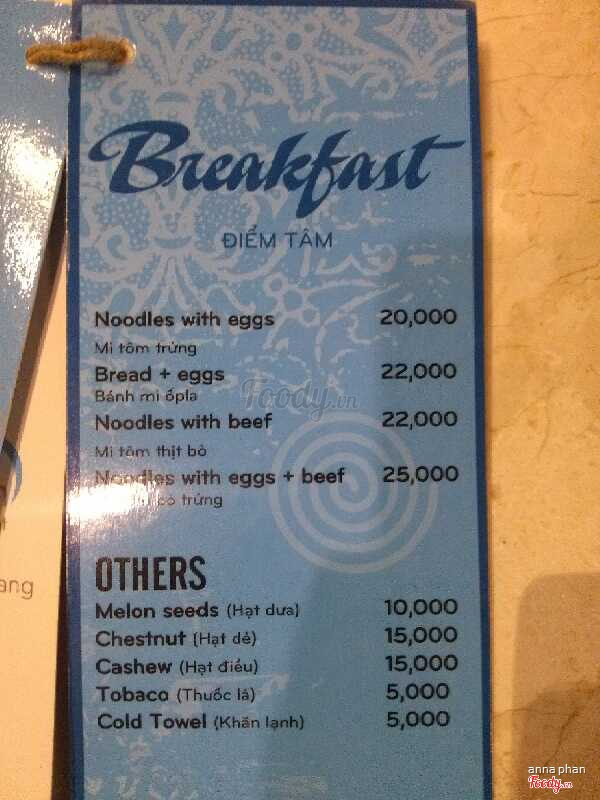 Breakfast
ĐIỂM TÂM
Noodles with eggs 20,000
Mì tôm trứng
Bread + eggs 22,000
Bánh mì ốpla
Noodles with beef 22,000
Mì tôm thịt bò
Noodles with eggs + beef 25,000
bò trứng
OTHERS
Melon seeds (Hạt dưa) 10,000
Chestnut (Hạt dẻ) 15,000
Cashew (Hạt điều) 15,000
Tobaco (Thuốc lá) 5,000
Cold Towel (Khăn lạnh) 5,000
ang
Foody.vn
anna phan
Foody.vn